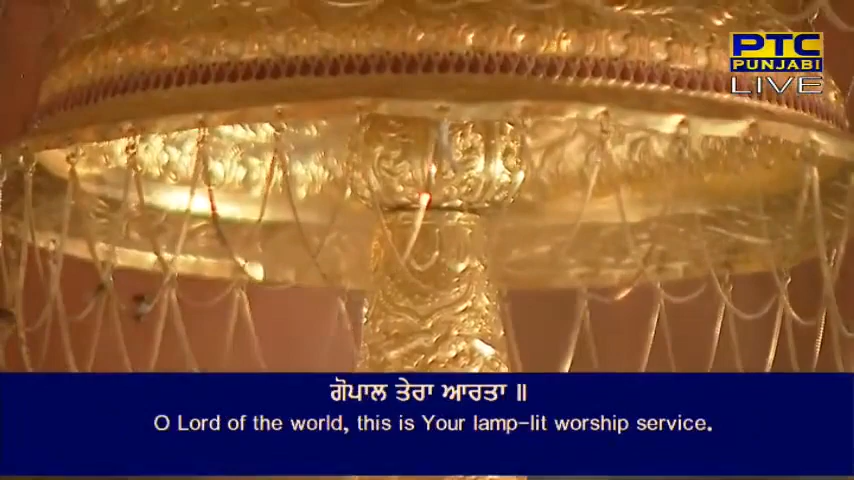 PTC
PUNJABI
LIVE
ਗੋਪਾਲ ਤੇਰਾ ਆਰਤਾ ॥
O Lord of the world, this is Your lamp-lit worship service.